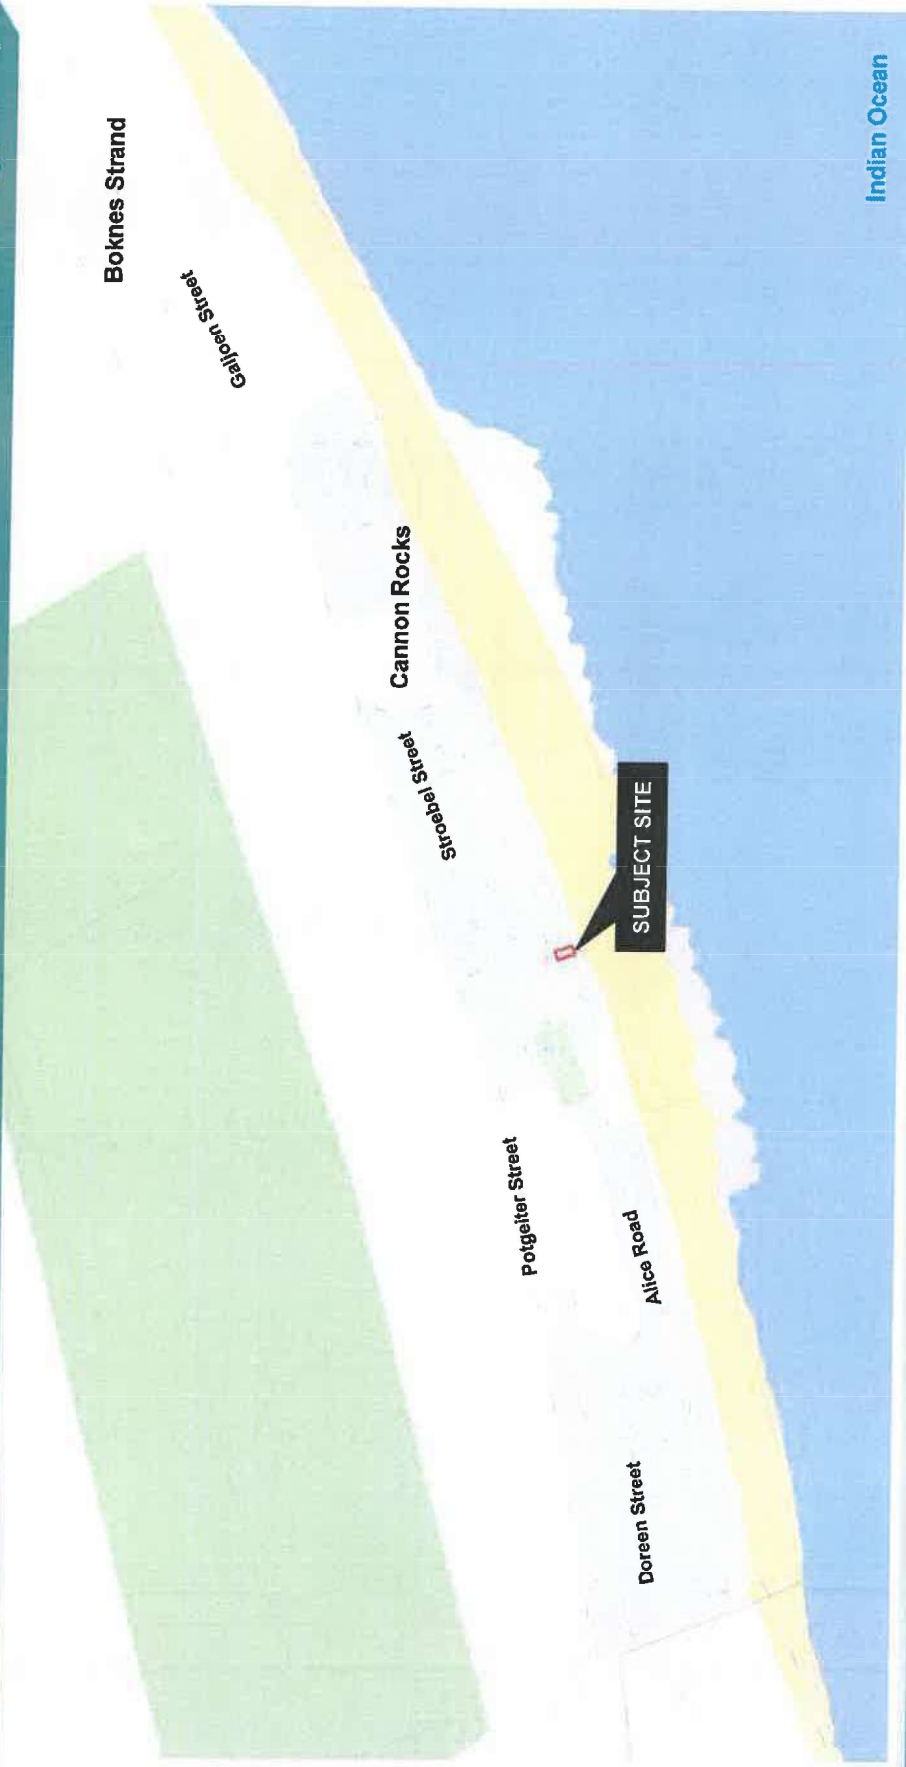 Boknes Strand
Galjoen Street
Cannon Rocks
Stroebel Street
SUBJECT SITE
Potgeiter Street
Alice Road
Doreen Street
Indian Ocean